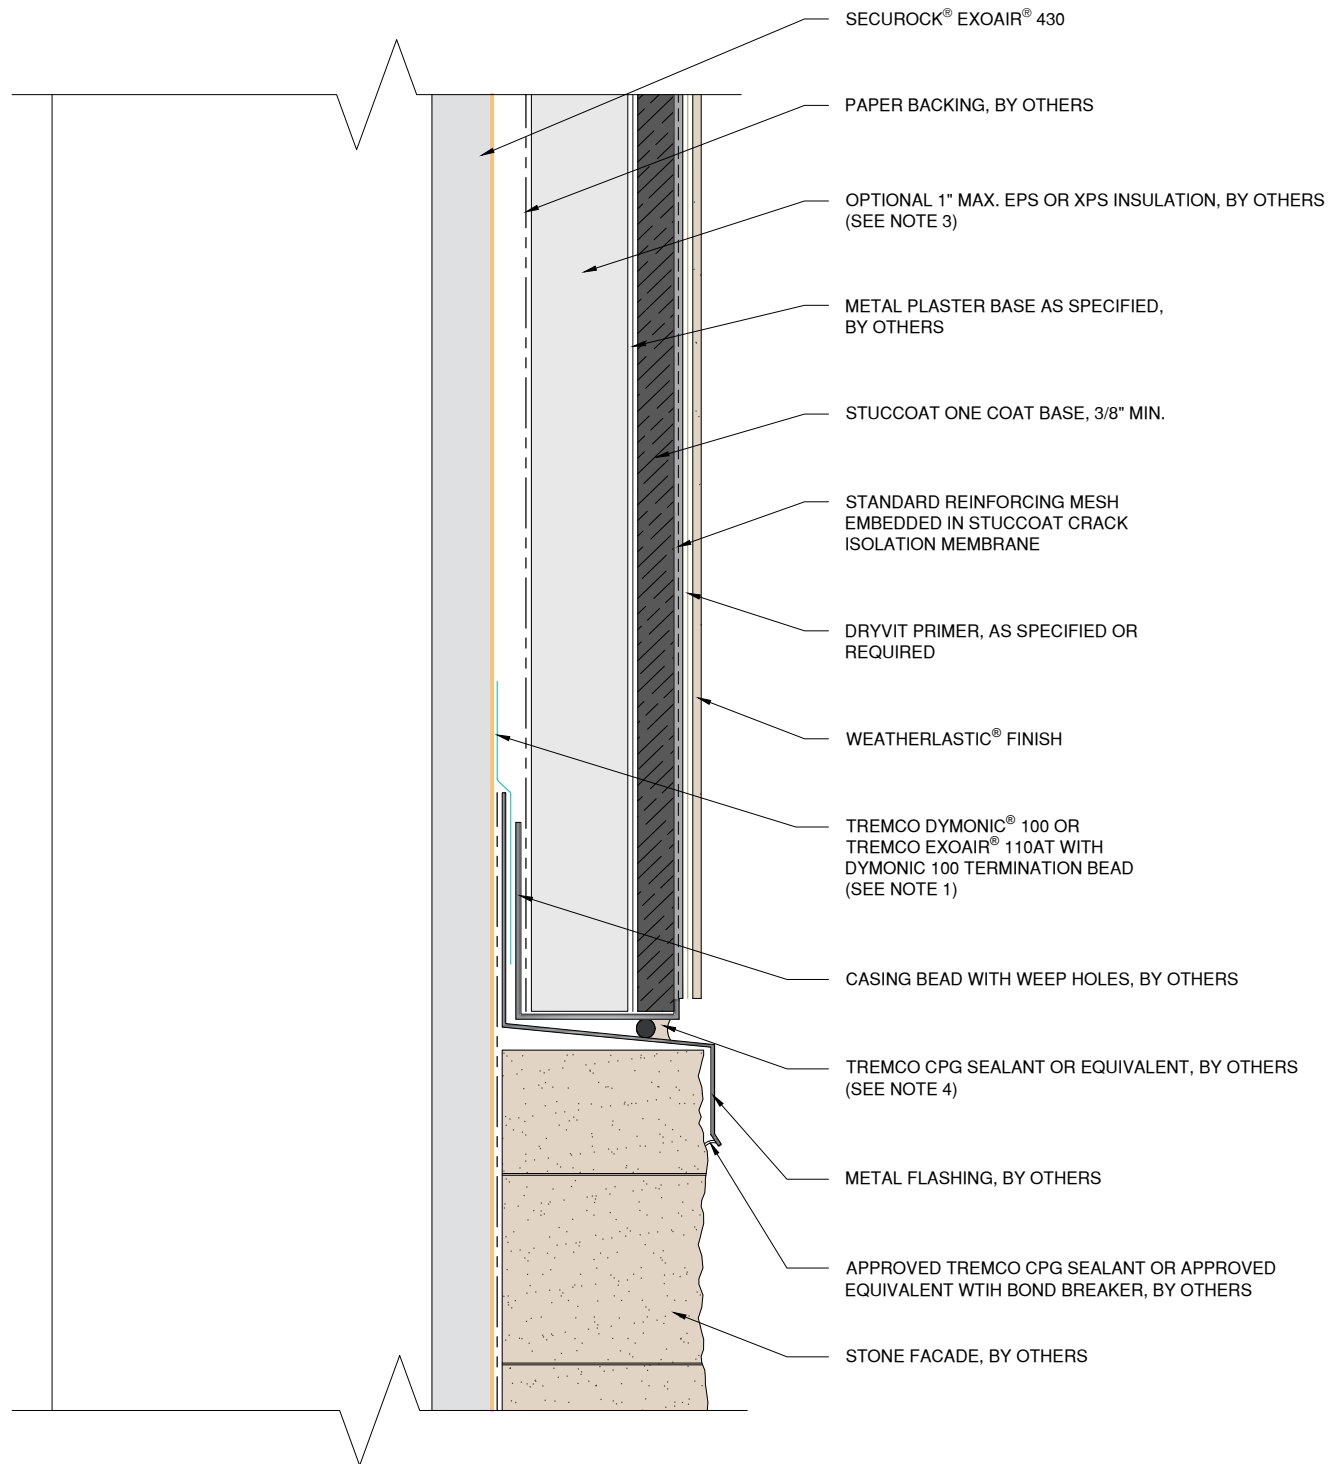 SECUROCK® EXOAIR® 430
PAPER BACKING, BY OTHERS
OPTIONAL 1" MAX. EPS OR XPS INSULATION, BY OTHERS
(SEE NOTE 3)
METAL PLASTER BASE AS SPECIFIED,
BY OTHERS
STUCCOAT ONE COAT BASE, 3/8" MIN.
STANDARD REINFORCING MESH
EMBEDDED IN STUCCOAT CRACK
ISOLATION MEMBRANE
DRYVIT PRIMER, AS SPECIFIED OR
REQUIRED
WEATHERLASTIC® FINISH
TREMCO DYMONIC® 100 OR
TREMCO EXOAIR® 110AT WITH
DYMONIC 100 TERMINATION BEAD
(SEE NOTE 1)
CASING BEAD WITH WEEP HOLES, BY OTHERS
TREMCO CPG SEALANT OR EQUIVALENT, BY OTHERS
(SEE NOTE 4)
METAL FLASHING, BY OTHERS
APPROVED TREMCO CPG SEALANT OR APPROVED
EQUIVALENT WTIH BOND BREAKER, BY OTHERS
STONE FACADE, BY OTHERS